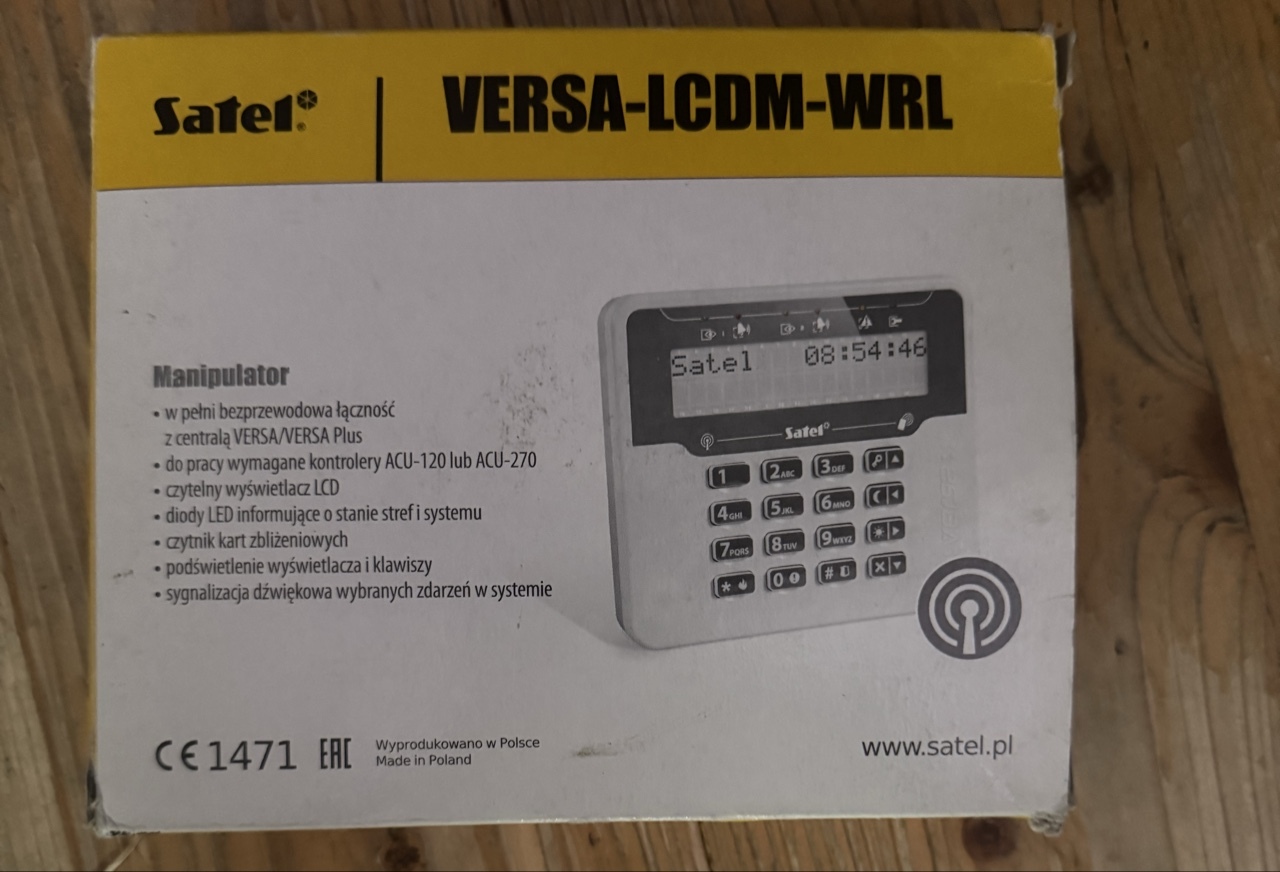 Satel®
VERSA-LCDM-WRL
Satel 08:54:46
Satel
1 2ABC 3DEF
4GHI 5JKL 6MNO
7PQRS 8TUV 9WXYZ
* 0 #
Manipulator
• w pełni bezprzewodowa łączność
z centralą VERSA/VERSA Plus
• do pracy wymagane kontrolery ACU-120 lub ACU-270
• czytelny wyświetlacz LCD
• diody LED informujące o stanie stref i systemu
• czytnik kart zbliżeniowych
• podświetlenie wyświetlacza i klawiszy
• sygnalizacja dźwiękowa wybranych zdarzeń w systemie
CE1471 EAC
Wyprodukowano w Polsce
Made in Poland
www.satel.pl